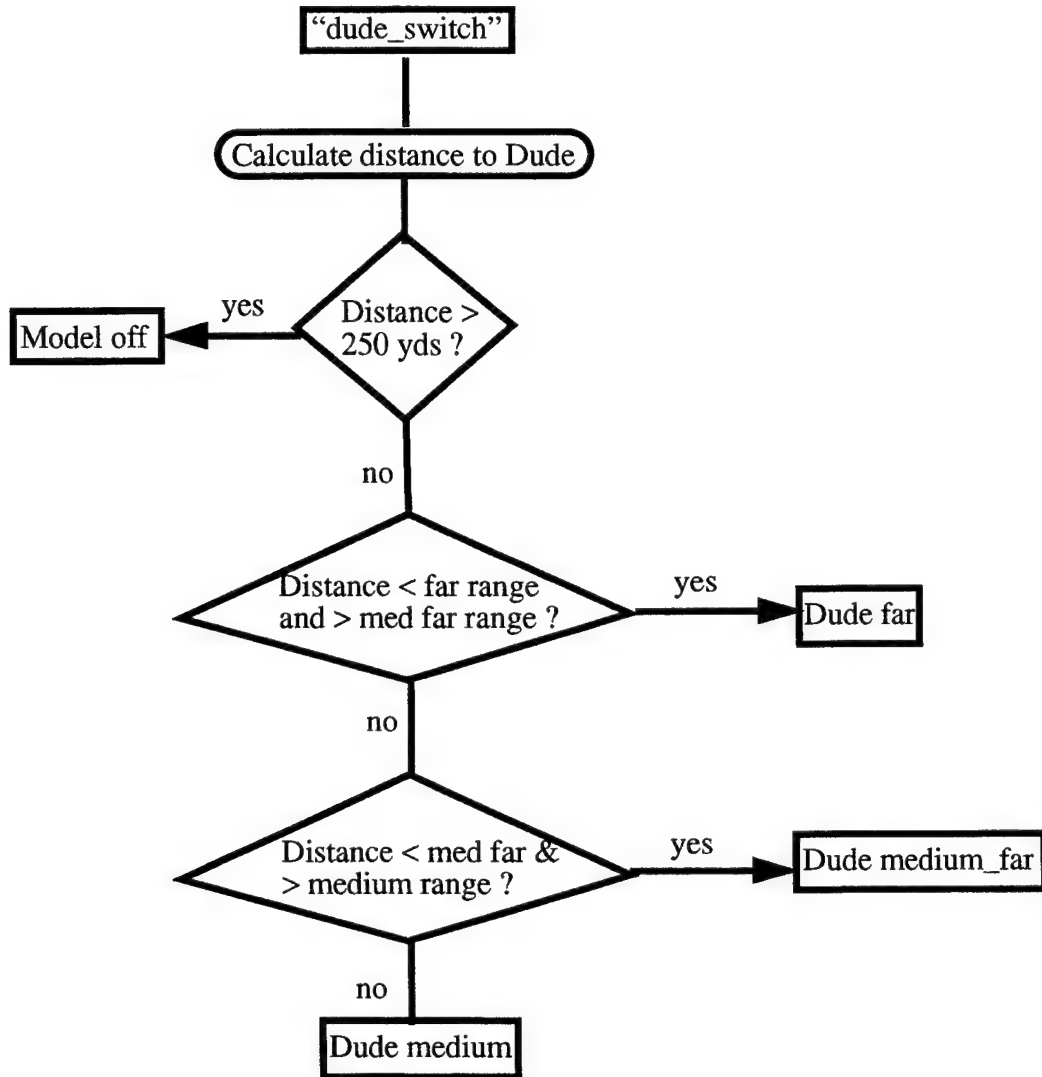 “dude_switch”
Calculate distance to Dude
yes
Distance >
250 yds ?
Model off
no
Distance < far range
and > med far range ?
yes
Dude far
no
Distance < med far &
> medium range ?
yes
Dude medium_far
no
Dude medium